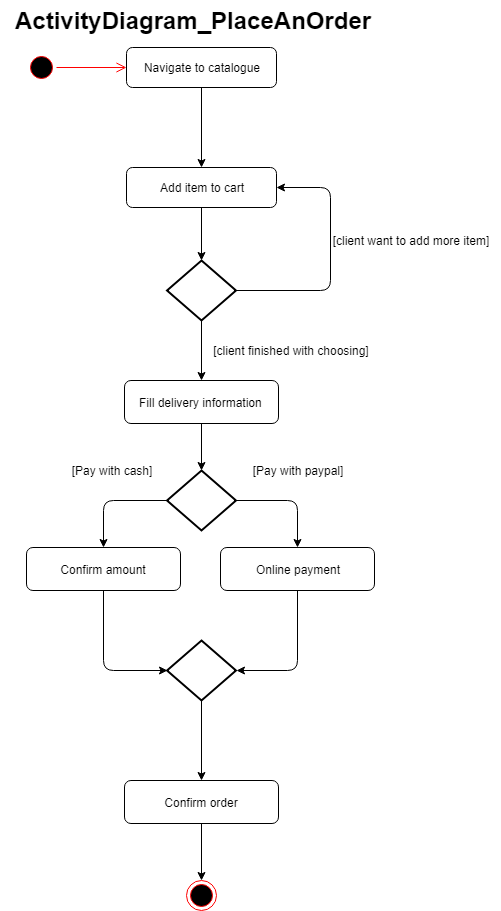 ActivityDiagram_PlaceAnOrder
Navigate to catalogue
Add item to cart
[client want to add more item]
[client finished with choosing]
Fill delivery information
[Pay with cash]
[Pay with paypal]
Confirm amount
Online payment
Confirm order